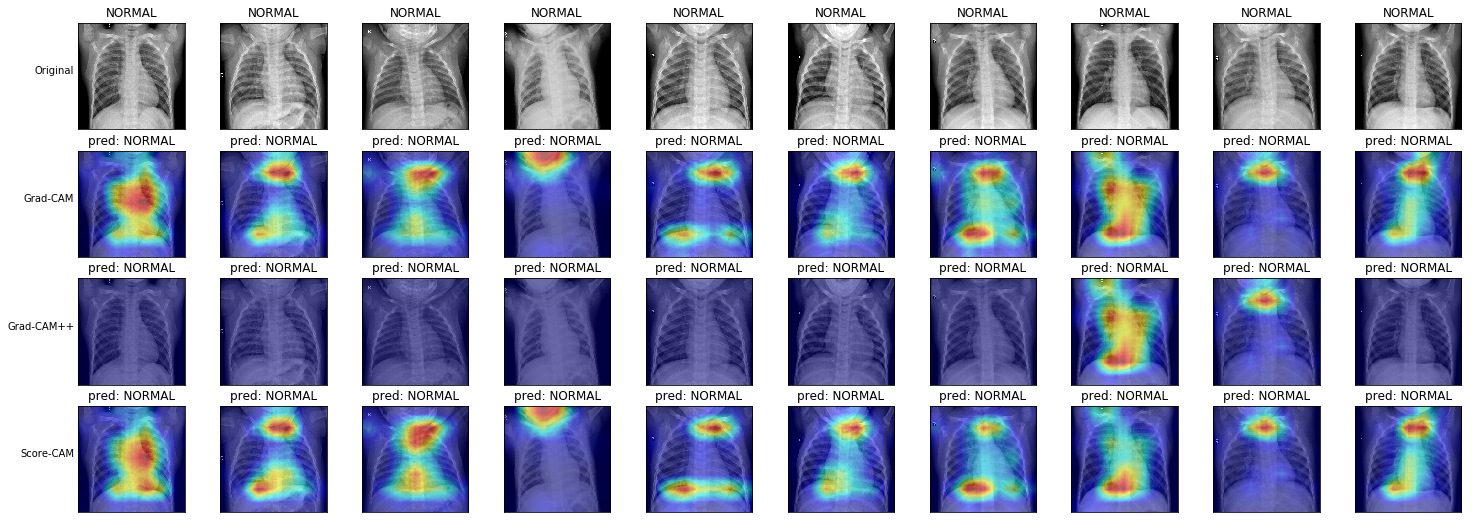 NORMAL NORMAL NORMAL NORMAL NORMAL NORMAL NORMAL NORMAL NORMAL NORMAL
Original
pred: NORMAL pred: NORMAL pred: NORMAL pred: NORMAL pred: NORMAL pred: NORMAL pred: NORMAL pred: NORMAL pred: NORMAL pred: NORMAL
Grad-CAM
pred: NORMAL pred: NORMAL pred: NORMAL pred: NORMAL pred: NORMAL pred: NORMAL pred: NORMAL pred: NORMAL pred: NORMAL pred: NORMAL
Grad-CAM++
pred: NORMAL pred: NORMAL pred: NORMAL pred: NORMAL pred: NORMAL pred: NORMAL pred: NORMAL pred: NORMAL pred: NORMAL pred: NORMAL
Score-CAM